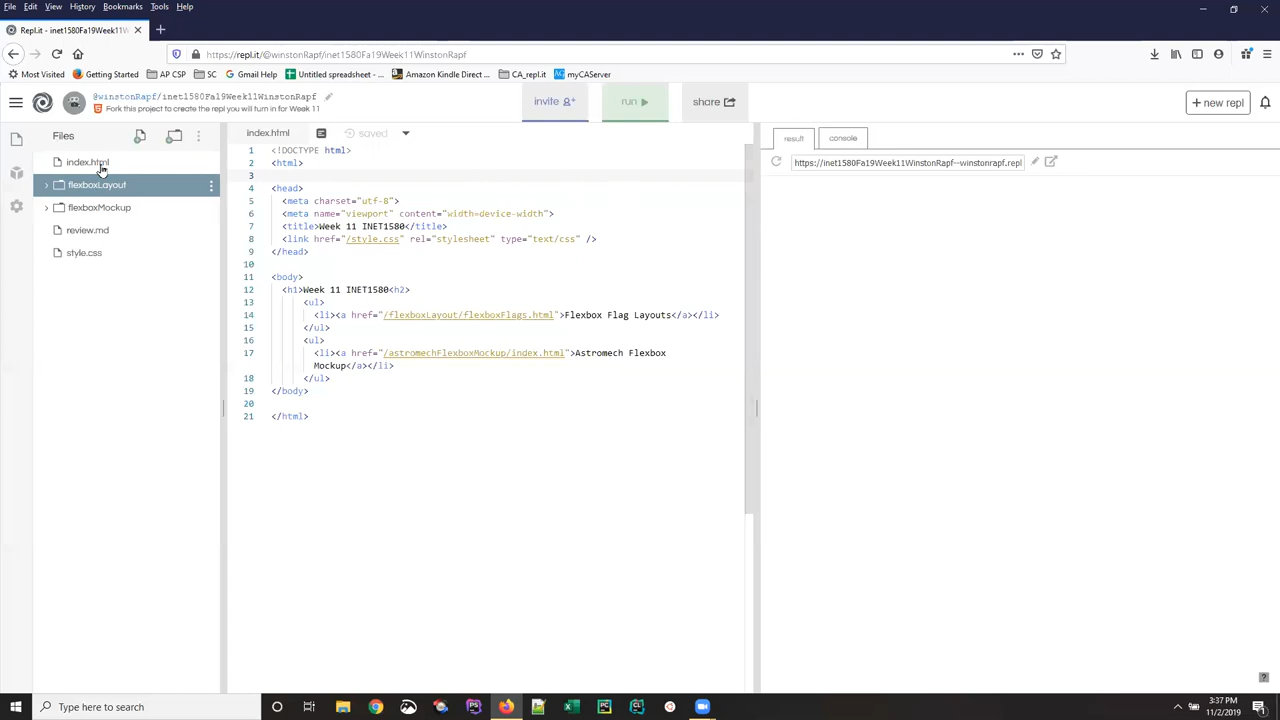 File Edit View History Bookmarks Tools Help
Repl.it - inet1580Fa19Week11W
https://repl.it/@winstonRapf/inet1580Fa19Week11WinstonRapf
Most Visited Getting Started AP CSP SC Gmail Help Untitled spreadsheet - ... Amazon Kindle Direct ... CA_repl.it myCAServer
@winstonRapf/inet1580Fa19Week11WinstonRapf
Fork this project to create the repl you will turn in for Week 11
invite run share + new repl
Files
index.html
flexboxLayout
flexboxMockup
review.md
style.css
index.html saved
1 <!DOCTYPE html>
2 <html>
3
4 <head>
5 <meta charset="utf-8">
6 <meta name="viewport" content="width=device-width">
7 <title>Week 11 INET1580</title>
8 <link href="/style.css" rel="stylesheet" type="text/css" />
9 </head>
10
11 <body>
12 <h1>Week 11 INET1580<h2>
13 <ul>
14 <li><a href="/flexboxLayout/flexboxFlags.html">Flexbox Flag Layouts</a></li>
15 </ul>
16 <ul>
17 <li><a href="/astromechFlexboxMockup/index.html">Astromech Flexbox
Mockup</a></li>
18 </ul>
19 </body>
20
21 </html>
result console
https://inet1580Fa19Week11WinstonRapf--winstonrapf.repl
Type here to search
3:37 PM
11/2/2019